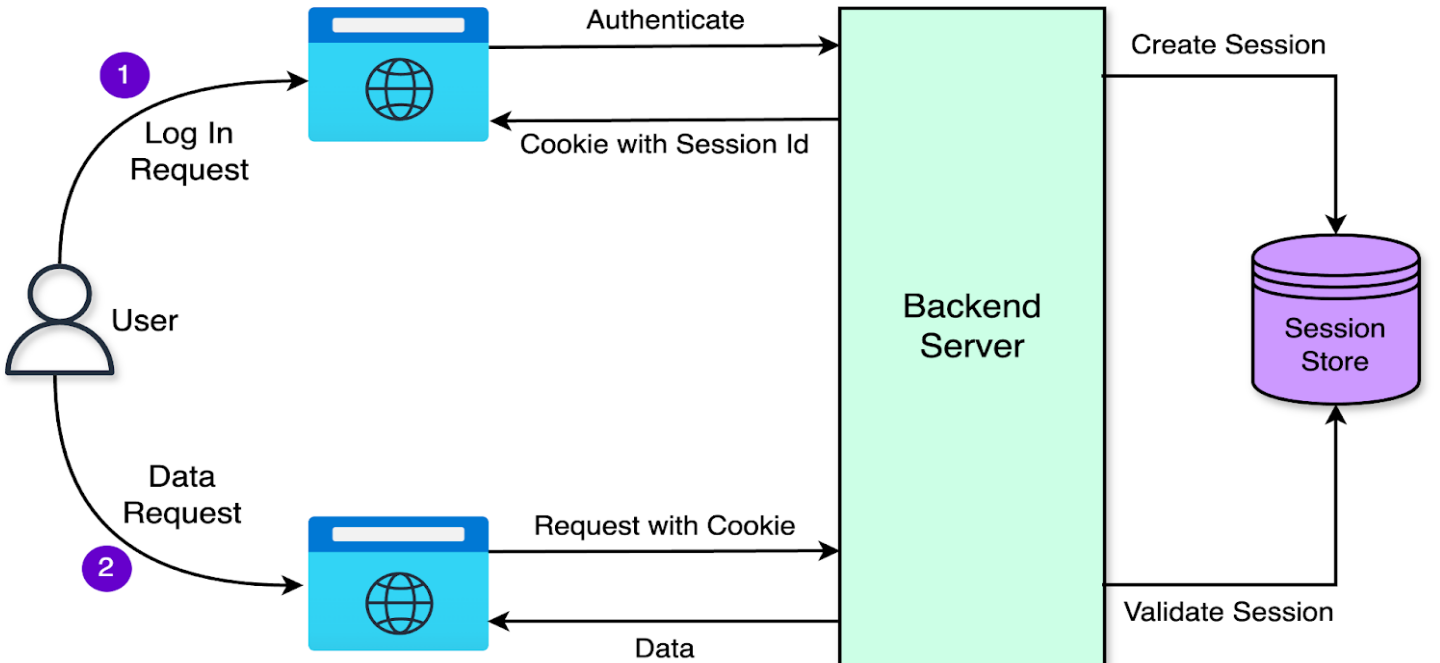 Authenticate
Create Session
1
Log In
Request
Cookie with Session Id
User
Backend
Server
Session
Store
Data
Request
2
Request with Cookie
Validate Session
Data